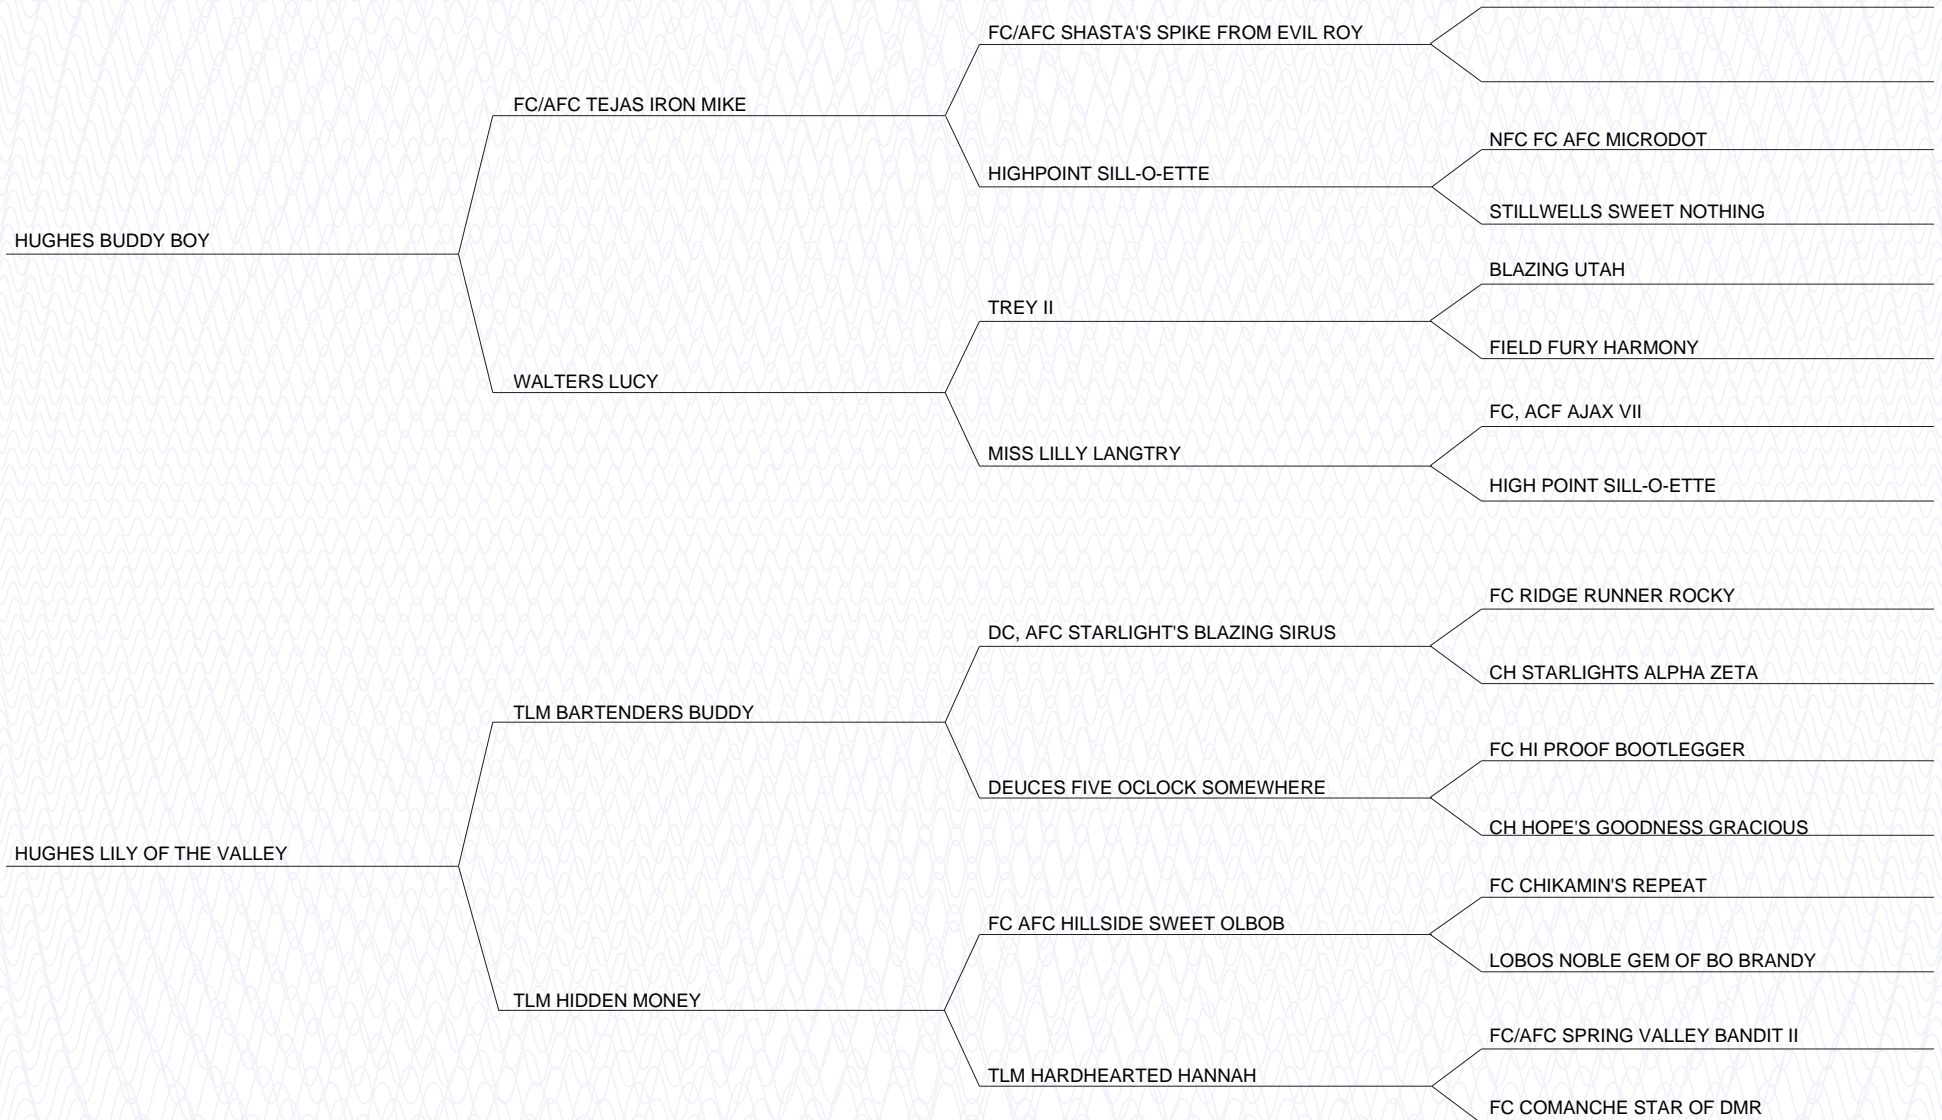 FC/AFC SHASTA'S SPIKE FROM EVIL ROY
FC/AFC TEJAS IRON MIKE
NFC FC AFC MICRODOT
HIGHPOINT SILL-O-ETTE
STILLWELLS SWEET NOTHING
HUGHES BUDDY BOY
BLAZING UTAH
TREY II
FIELD FURY HARMONY
WALTERS LUCY
FC, ACF AJAX VII
MISS LILLY LANGTRY
HIGH POINT SILL-O-ETTE
FC RIDGE RUNNER ROCKY
DC, AFC STARLIGHT'S BLAZING SIRUS
CH STARLIGHTS ALPHA ZETA
TLM BARTENDERS BUDDY
FC HI PROOF BOOTLEGGER
DEUCES FIVE OCLOCK SOMEWHERE
CH HOPE'S GOODNESS GRACIOUS
HUGHES LILY OF THE VALLEY
FC CHIKAMIN'S REPEAT
FC AFC HILLSIDE SWEET OLBOB
LOBOS NOBLE GEM OF BO BRANDY
TLM HIDDEN MONEY
FC/AFC SPRING VALLEY BANDIT II
TLM HARDHEARTED HANNAH
FC COMANCHE STAR OF DMR